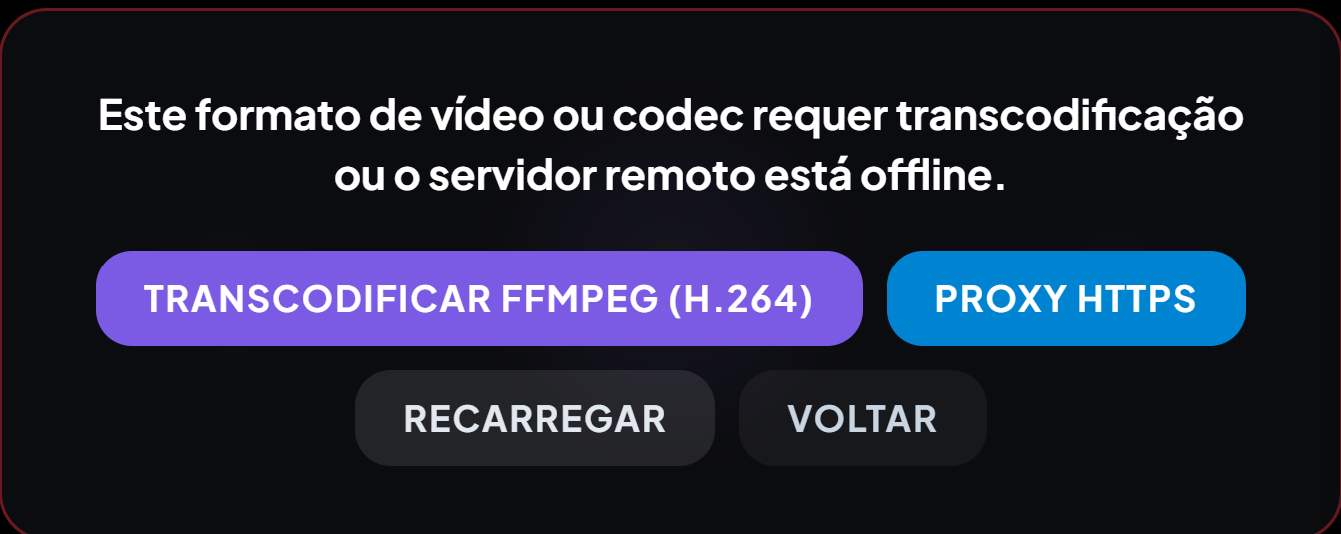 Este formato de vídeo ou codec requer transcodificação
ou o servidor remoto está offline.
TRANSCODIFICAR FFMPEG (H.264) PROXY HTTPS
RECARREGAR VOLTAR